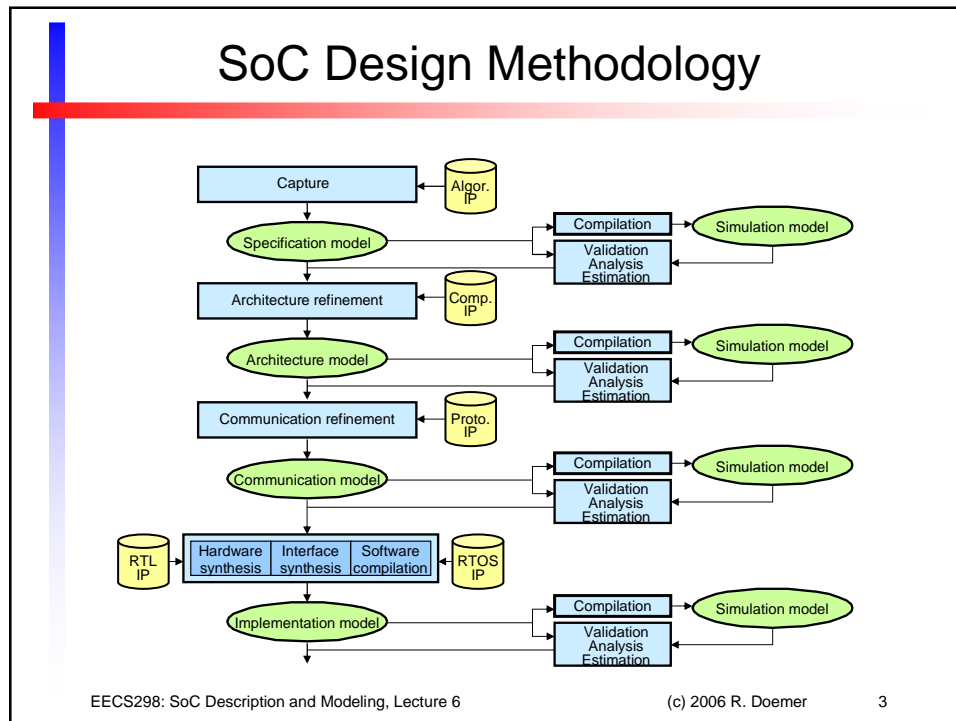 SoC Design Methodology
Capture
Algor.
IP
Specification model
Compilation
Simulation model
Validation
Analysis
Estimation
Architecture refinement
Comp.
IP
Architecture model
Compilation
Simulation model
Validation
Analysis
Estimation
Communication refinement
Proto.
IP
Communication model
Compilation
Simulation model
Validation
Analysis
Estimation
RTL
IP
Hardware
synthesis
Interface
synthesis
Software
compilation
RTOS
IP
Implementation model
Compilation
Simulation model
Validation
Analysis
Estimation
EECS298: SoC Description and Modeling, Lecture 6
(c) 2006 R. Doemer
3